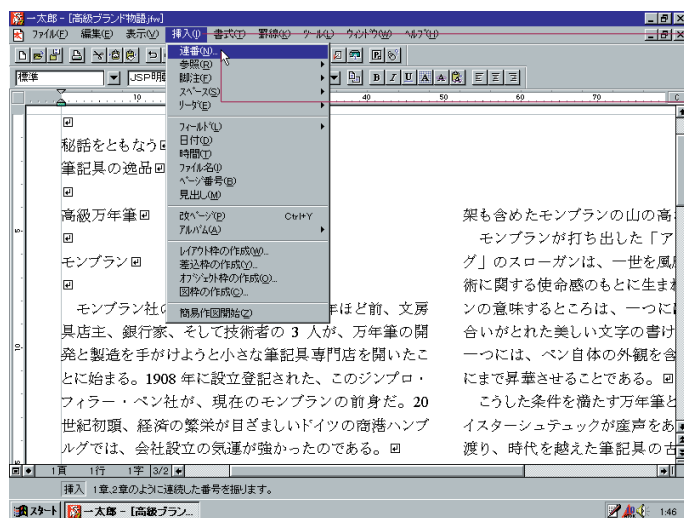 一太郎 - [高級ブランド物語.jfw]
ファイル(F) 編集(E) 表示(V) 挿入(I) 書式(T) 罫線(K) ツール(L) ウィンドウ(W) ヘルプ(H)
標準 JSP明
B I U A A
連番(N)...
参照(R)
脚注(F)
スペース(S)
リーダ(E)
フィールド(L)
日付(D)
時間(T)
ファイル名(I)
ページ番号(B)
見出し(M)
改ページ(P) Ctrl+Y
アルバム(A)
レイアウト枠の作成(W)...
差込枠の作成(Y)...
オブジェクト枠の作成(O)...
図枠の作成(C)...
簡易作図開始(Z)
10 40 50 60 70
秘話をともなう
筆記具の逸品
高級万年筆
モンブラン
モンブラン社の
年ほど前、文房
具店主、銀行家、そして技術者の 3 人が、万年筆の開
発と製造を手がけようと小さな筆記具専門店を開いたこ
とに始まる。1908 年に設立登記された、このジンプロ・
フィラー・ペン社が、現在のモンブランの前身だ。20
世紀初頭、経済の繁栄が目ざましいドイツの商港ハンブ
ルグでは、会社設立の気運が強かったのである。
架も含めたモンブランの山の高
モンブランが打ち出した「ア
グ」のスローガンは、一世を風
術に関する使命感のもとに生ま
ンの意味するところは、一つに
合いがとれた美しい文字の書け
一つには、ペン自体の外観を含
にまで昇華させることである。
こうした条件を満たす万年筆と
イスターシュテュックが産声をあ
渡り、時代を越えた筆記具の古
1頁 1行 1字 3/2
挿入 1章、2章のように連続した番号を振ります。
スタート 一太郎 - [高級ブラン... 1:46